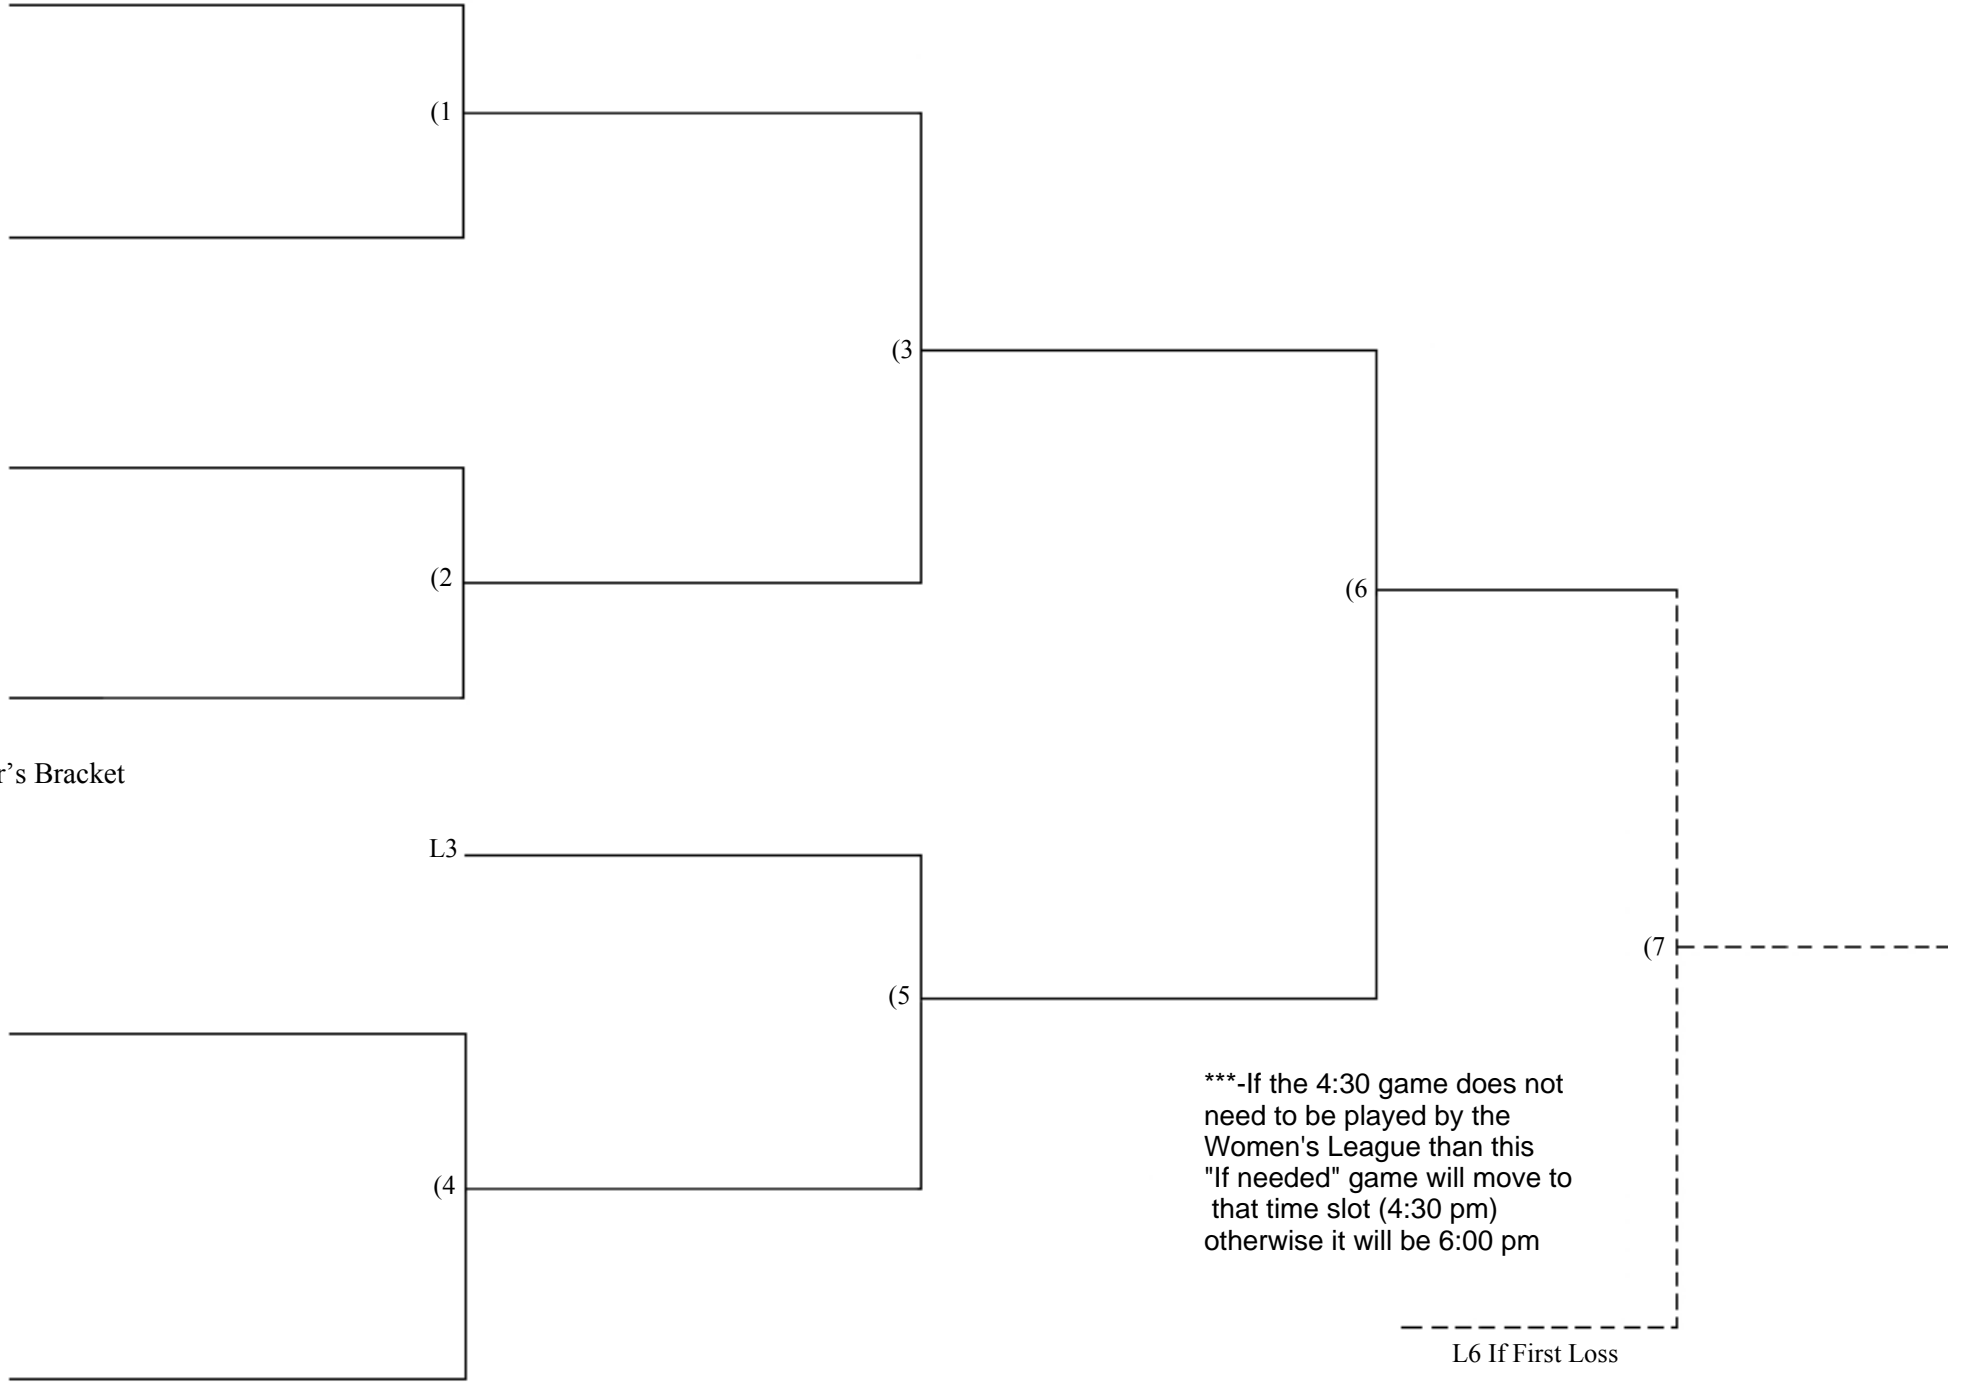 (1
(3
(2
(6
r’s Bracket
L3
(7
(5
***-If the 4:30 game does not
need to be played by the
Women's League than this
"If needed" game will move to
that time slot (4:30 pm)
otherwise it will be 6:00 pm
(4
L6 If First Loss